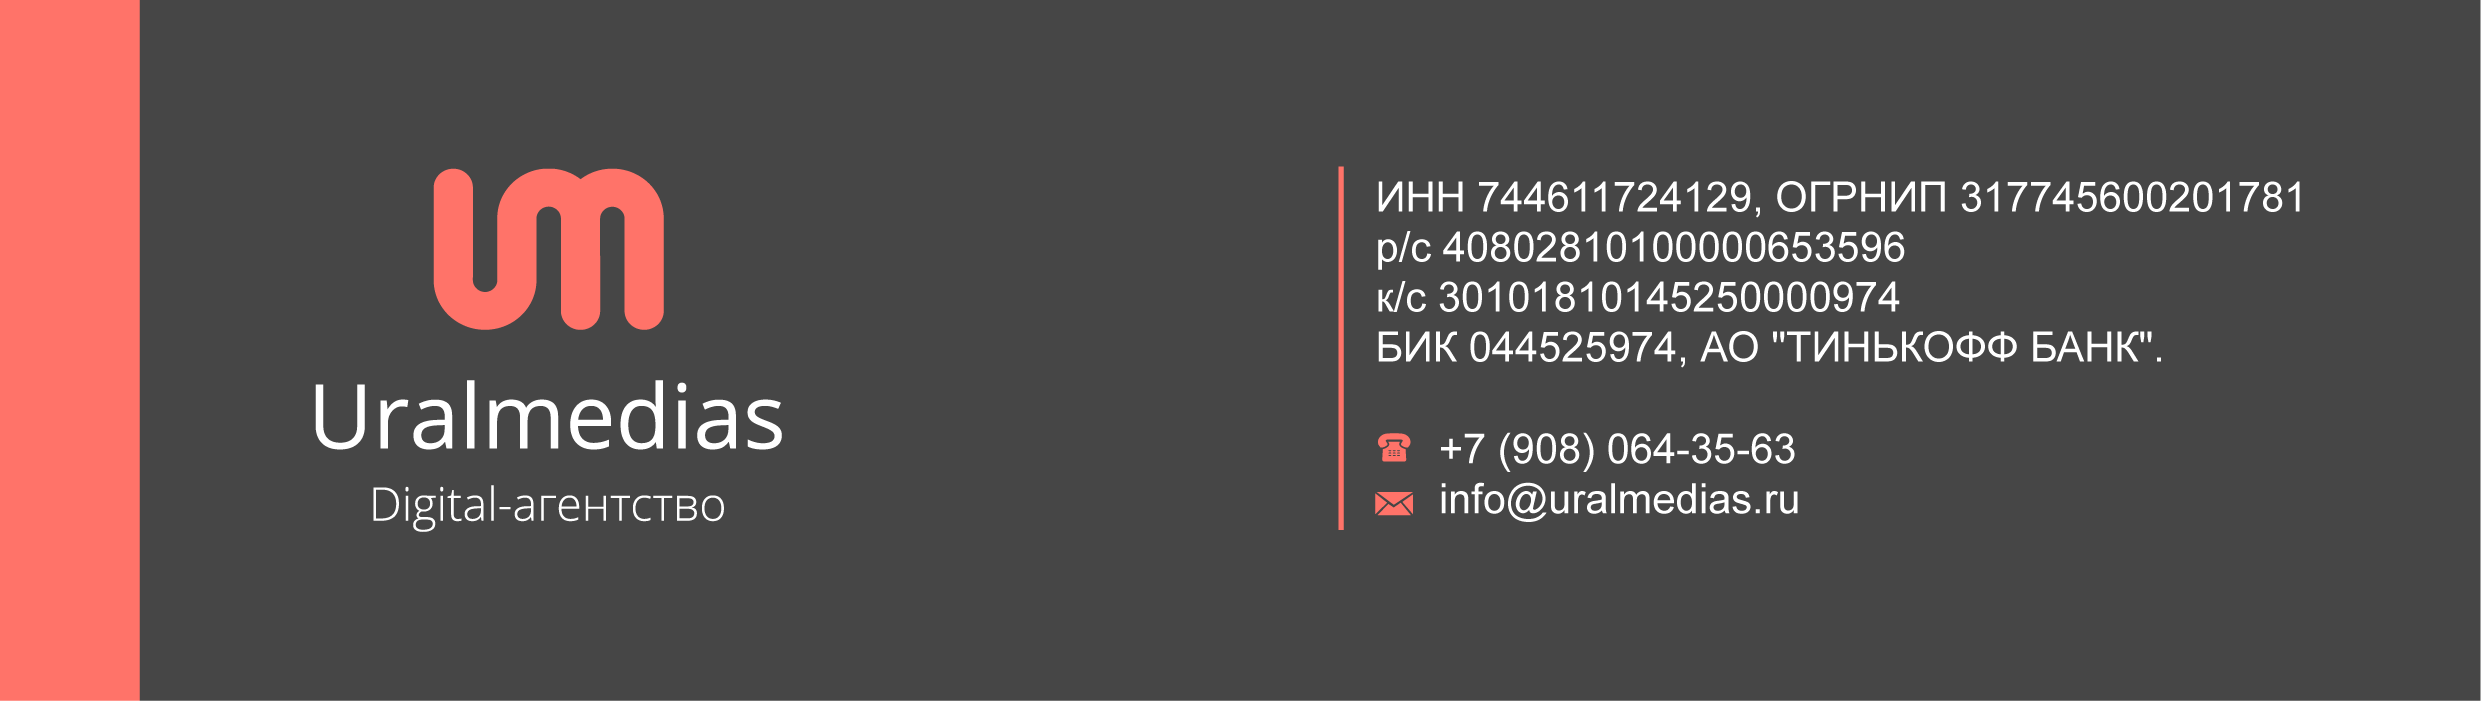 um
Uralmedias
Digital-агентство
ИНН 744611724129, ОГРНИП 317745600201781
р/с 40802810100000653596
к/с 30101810145250000974
БИК 044525974, АО "ТИНЬКОФФ БАНК".
+7 (908) 064-35-63
info@uralmedias.ru